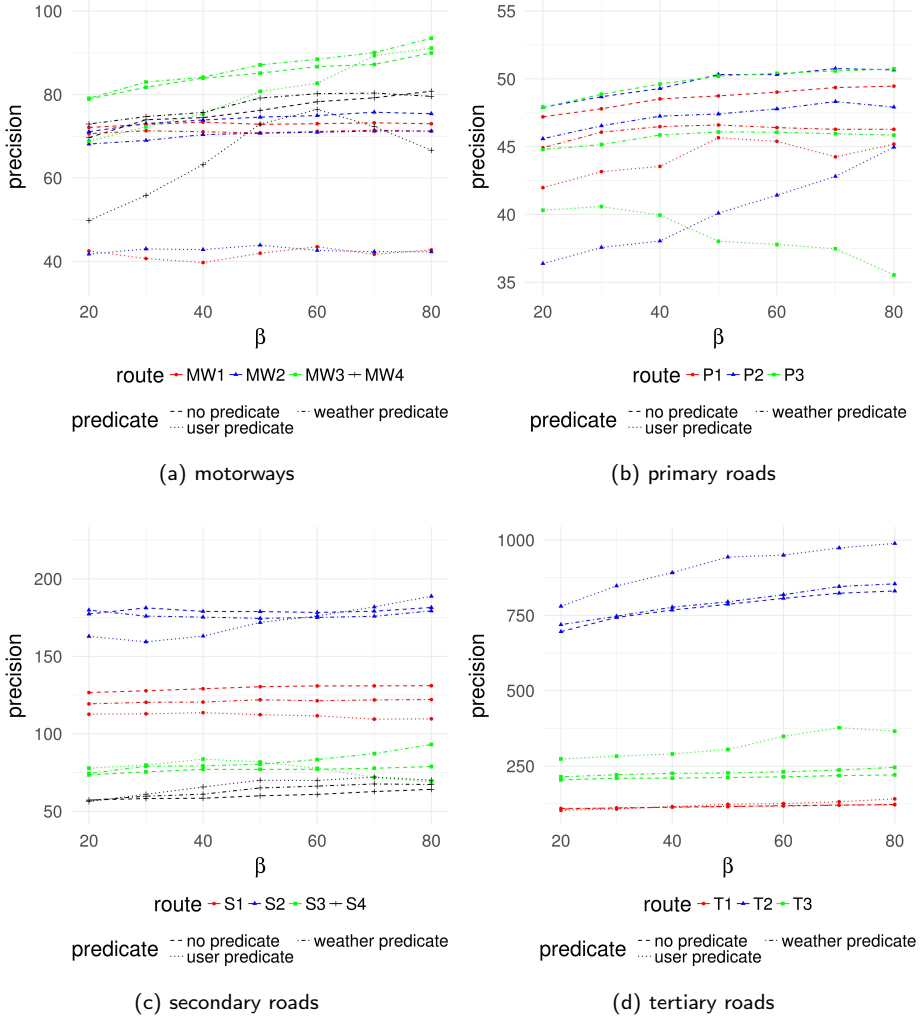 100
80
60
40
precision
20 40 60 80
β
route MW1 MW2 MW3 MW4
predicate no predicate weather predicate
user predicate
(a) motorways
55
50
45
40
35
precision
20 40 60 80
β
route P1 P2 P3
predicate no predicate weather predicate
user predicate
(b) primary roads
200
150
100
50
precision
20 40 60 80
β
route S1 S2 S3 S4
predicate no predicate weather predicate
user predicate
(c) secondary roads
1000
750
500
250
precision
20 40 60 80
β
route T1 T2 T3
predicate no predicate weather predicate
user predicate
(d) tertiary roads